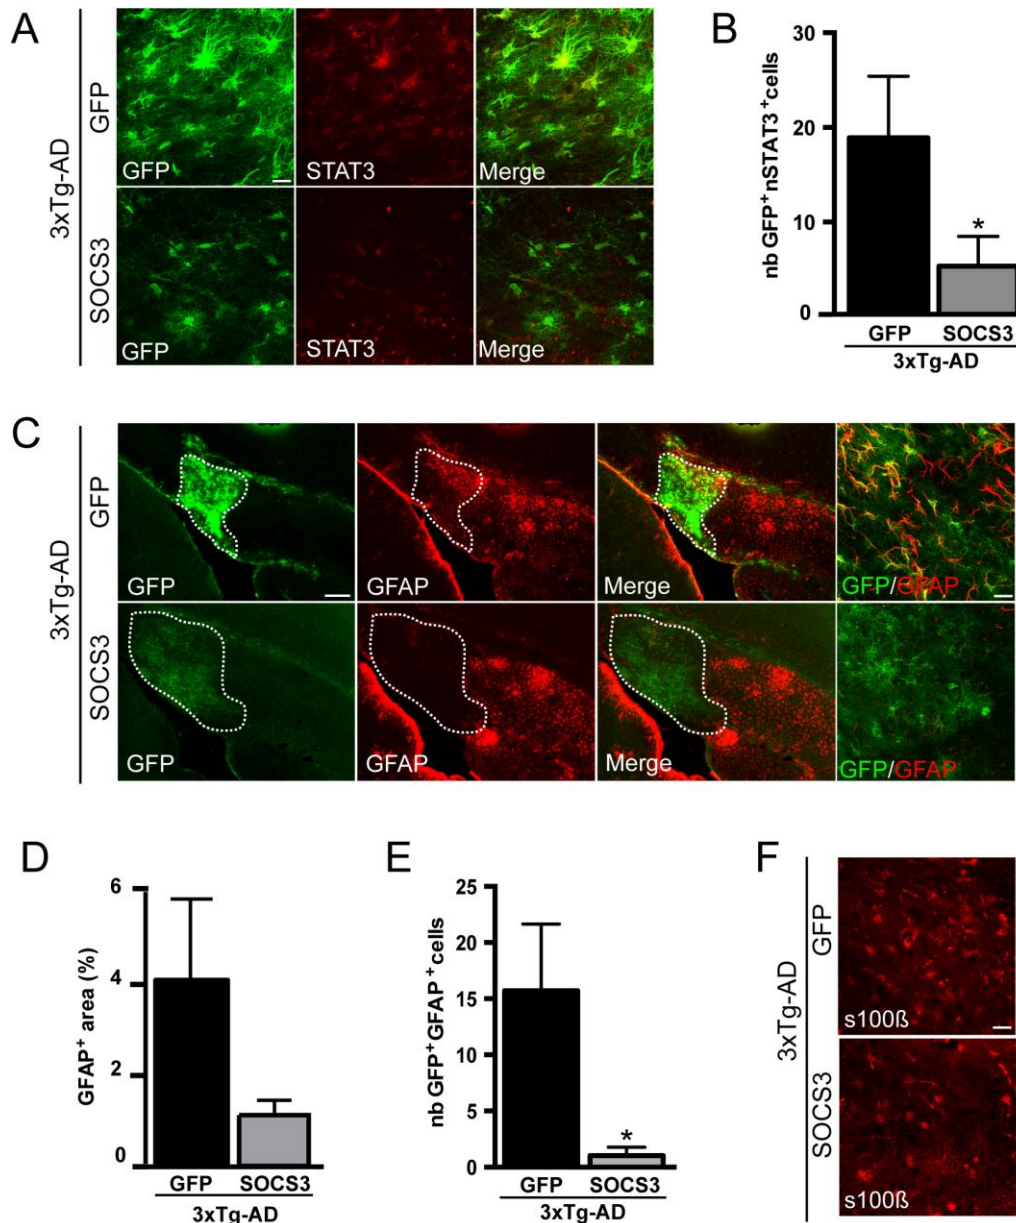 A
3xTg-AD
GFP
SOCS3
GFP
STAT3
Merge
GFP
STAT3
Merge
B
nb GFP+nSTAT3 +cells
30
20
10
0
*
GFP
SOCS3
3xTg-AD
C
3xTg-AD
GFP
SOCS3
GFP
GFAP
Merge
GFP/GFAP
GFP
GFAP
Merge
GFP/GFAP
D
GFAP+ area (%)
6
4
2
0
GFP
SOCS3
3xTg-AD
E
nb GFP+GFAP +cells
25
20
15
10
5
0
*
GFP
SOCS3
3xTg-AD
F
3xTg-AD
GFP
SOCS3
s100ß
s100ß